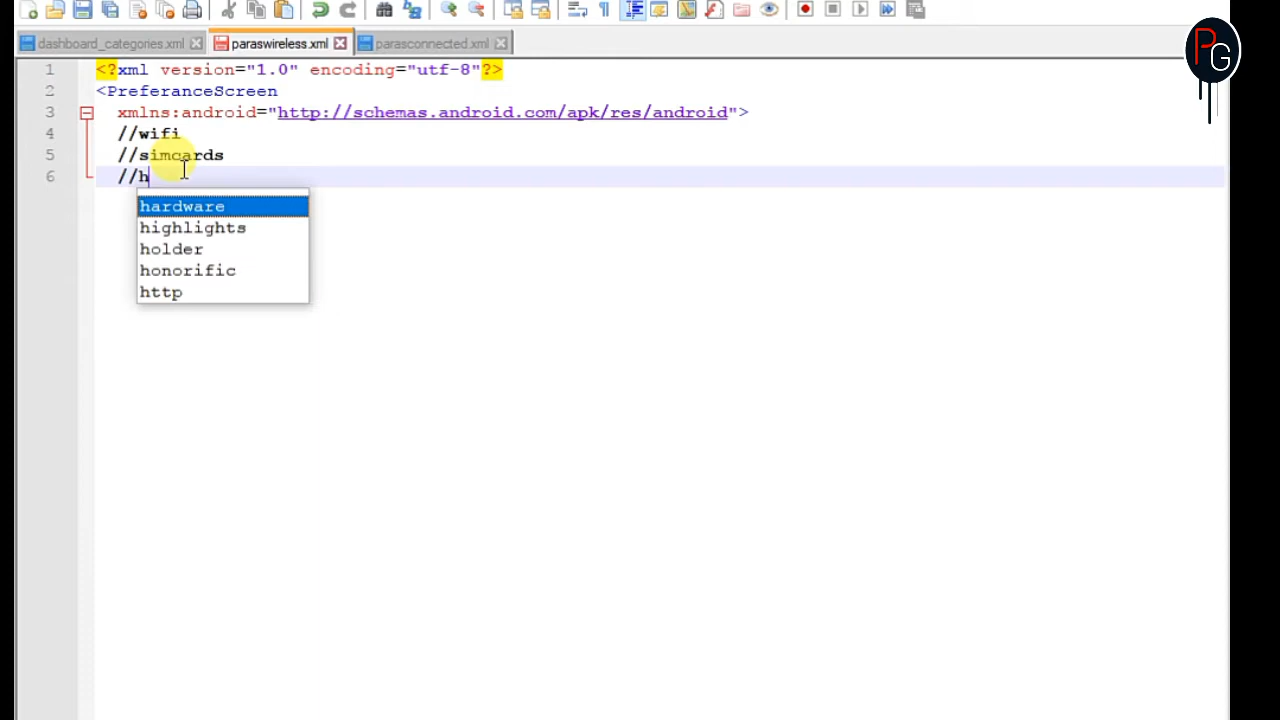 dashboard_categories.xml
paraswireless.xml
parasconnected.xml
PG
1 <?xml version="1.0" encoding="utf-8"?>
2 <PreferanceScreen
3 xmlns:android="http://schemas.android.com/apk/res/android">
4 //wifi
5 //simcards
6 //h
hardware
highlights
holder
honorific
http